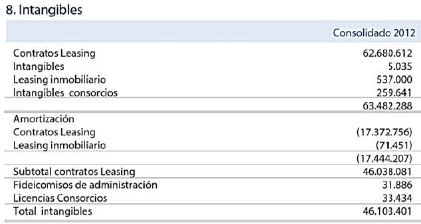 8. Intangibles
Consolidado 2012
Contratos Leasing 62.680.612
Intangibles 5.035
Leasing inmobiliario 537.000
Intangibles consorcios 259.641
63.482.288
Amortización
Contratos Leasing (17.372.756)
Leasing inmobiliario (71.451)
(17.444.207)
Subtotal contratos Leasing 46.038.081
Fideicomisos de administración 31.886
Licencias Consorcios 33.434
Total intangibles 46.103.401